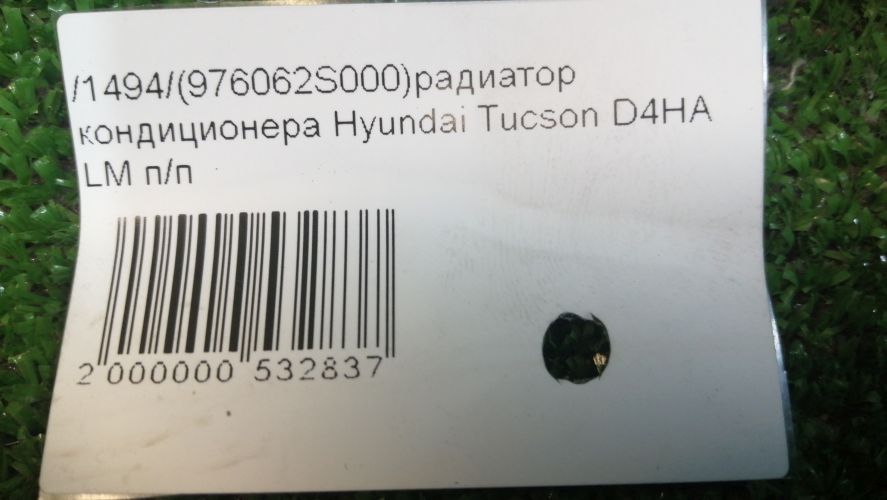 /1494/(976062S000)радиатор
кондиционера Hyundai Tucson D4HA
LM п/п
2 000000 532837